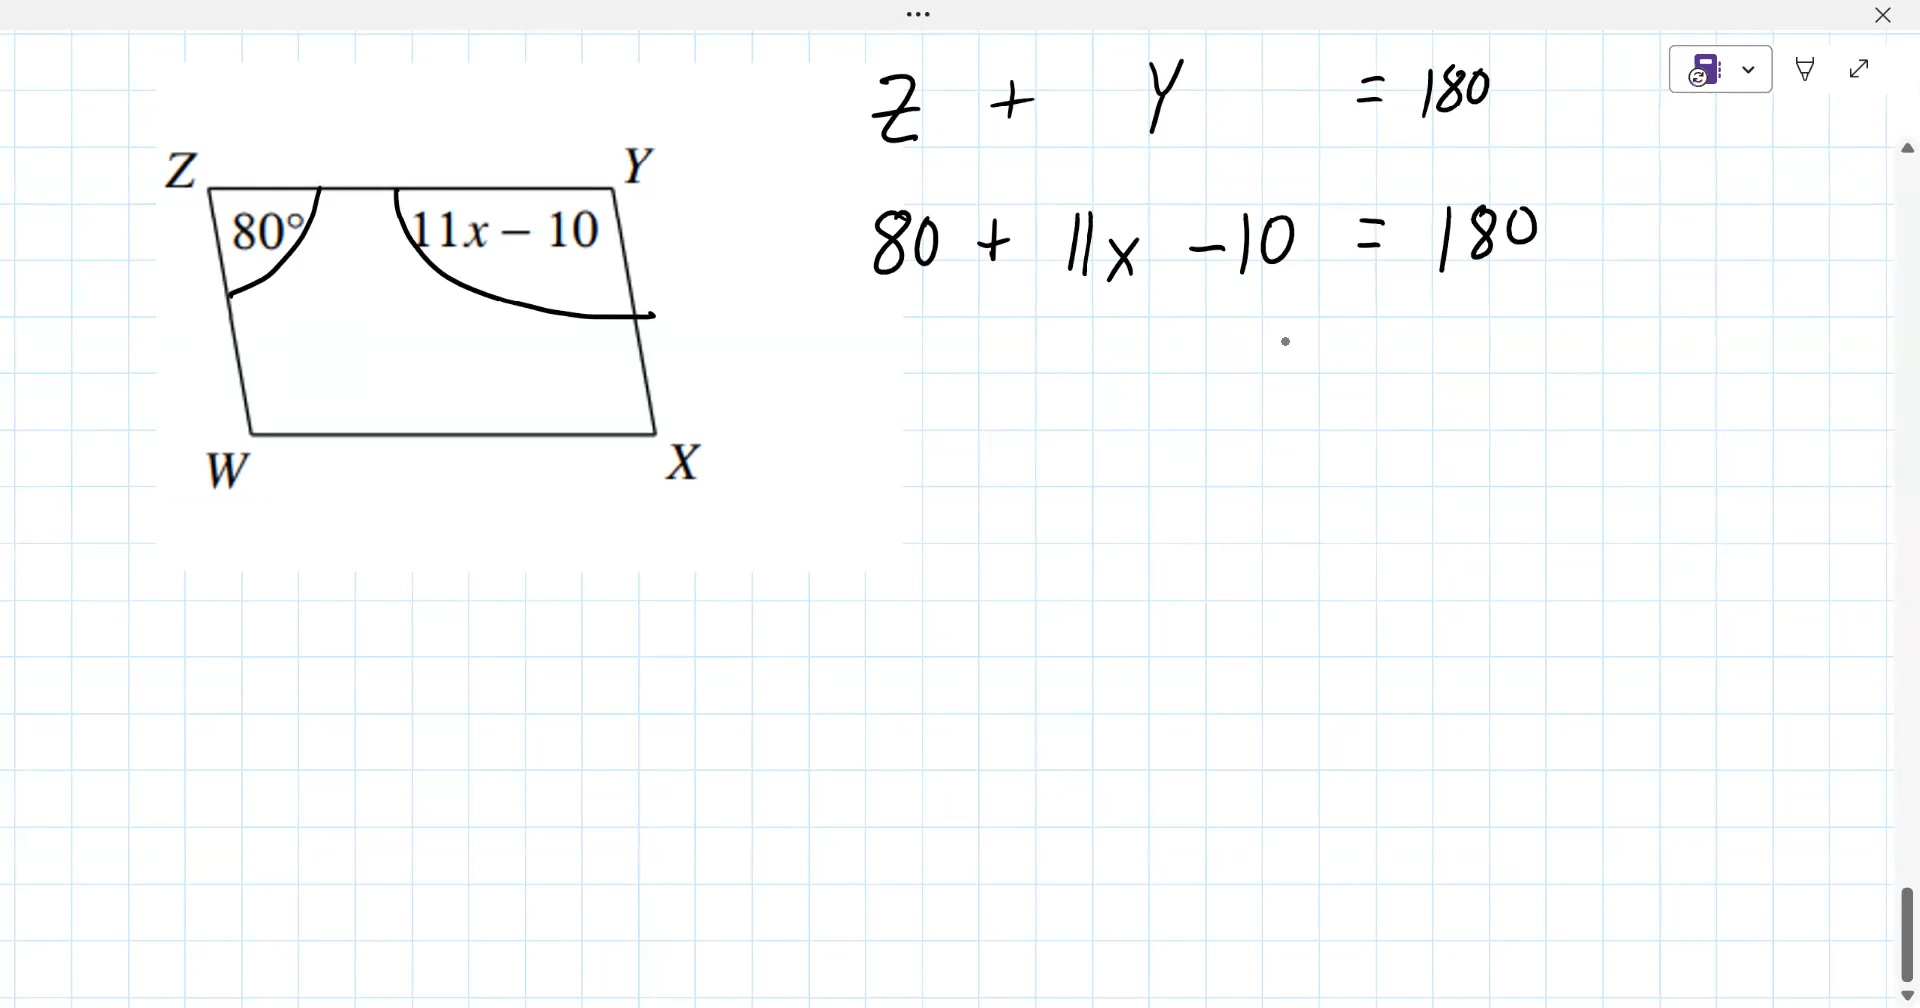 Z + Y = 180
Z Y
80° 11x – 10
80 + 11x - 10 = 180
W X